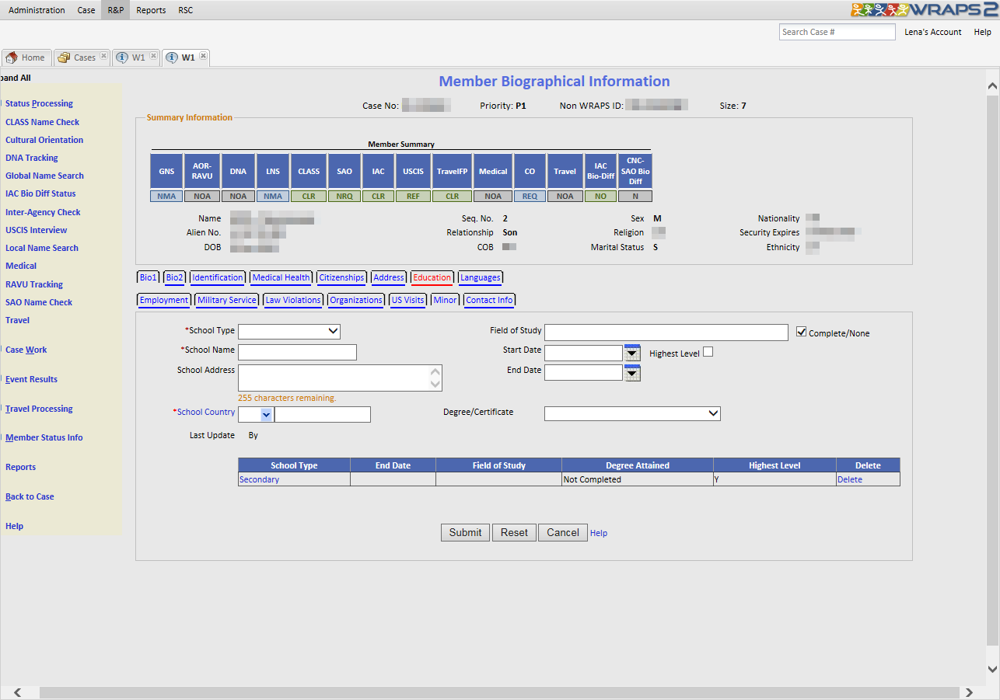 Administration Case R&P Reports RSC WRAPS2
Search Case # Lena's Account Help
Home Cases W1 W1
pand All
Member Biographical Information
Case No: Priority: P1 Non WRAPS ID: Size: 7
Status Processing
CLASS Name Check
Cultural Orientation
DNA Tracking
Global Name Search
IAC Bio Diff Status
Inter-Agency Check
USCIS Interview
Local Name Search
Medical
RAVU Tracking
SAO Name Check
Travel
Case Work
Event Results
Travel Processing
Member Status Info
Reports
Back to Case
Help
Summary Information
Member Summary
GNS AOR-RAVU DNA LNS CLASS SAO IAC USCIS TravelFP Medical CO Travel IAC Bio-Diff CNC-SAO Bio Diff
NMA NOA NOA NMA CLR NRQ CLR REF CLR NOA REQ NOA NO N
Name Seq. No. 2 Sex M Nationality
Alien No. Relationship Son Religion Security Expires
DOB COB Marital Status S Ethnicity
Bio1 Bio2 Identification Medical Health Citizenships Address Education Languages
Employment Military Service Law Violations Organizations US Visits Minor Contact Info
*School Type Field of Study Complete/None
*School Name Start Date Highest Level
School Address End Date
255 characters remaining.
*School Country Degree/Certificate
Last Update By
School Type End Date Field of Study Degree Attained Highest Level Delete
Secondary Not Completed Y Delete
Submit Reset Cancel Help